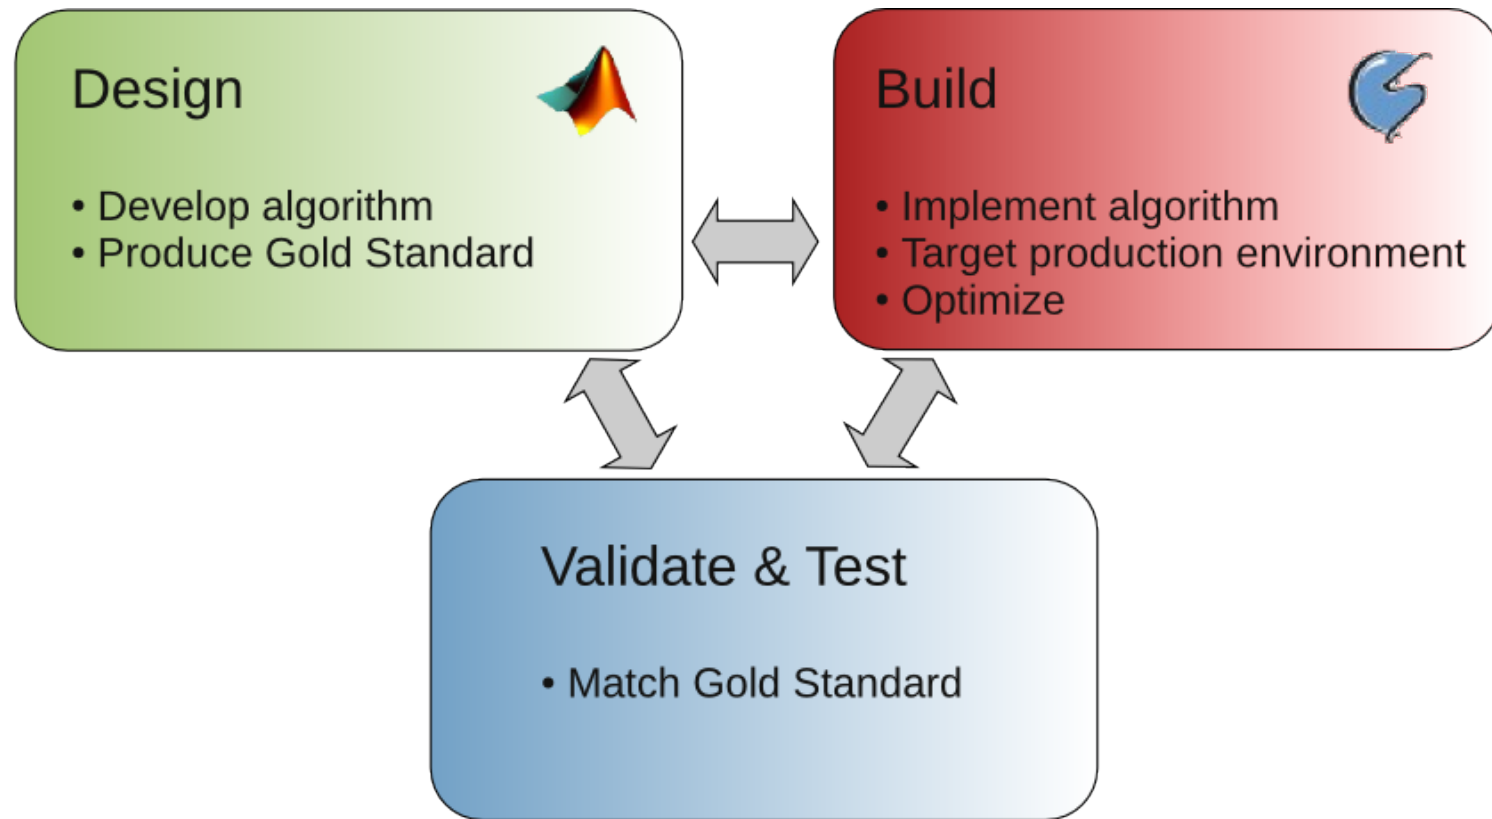 Design
• Develop algorithm
• Produce Gold Standard
Build
• Implement algorithm
• Target production environment
• Optimize
Validate & Test
• Match Gold Standard